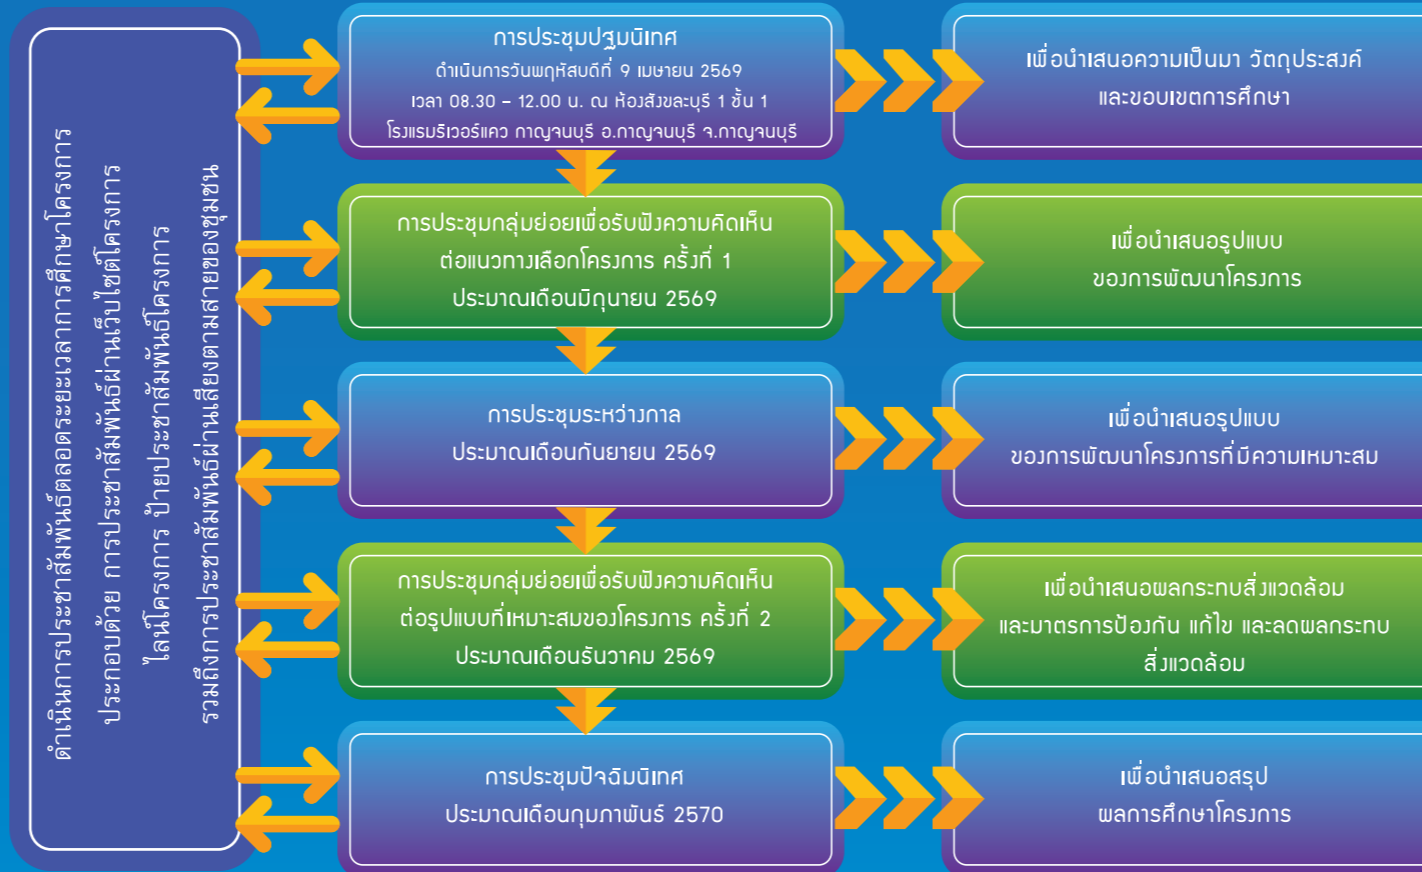 ดำเนินการประชาสัมพันธ์ตลอดระยะเวลาการศึกษาโครงการ
ประกอบด้วย การประชาสัมพันธ์ผ่านเว็บไซต์โครงการ
ไลน์โครงการ ป้ายประชาสัมพันธ์โครงการ
รวมถึงการประชาสัมพันธ์ผ่านเสียงตามสายของชุมชน
การประชุมปฐมนิเทศ
ดำเนินการวันพฤหัสบดีที่ 9 เมษายน 2569
เวลา 08.30 – 12.00 น. ณ ห้องสังขละบุรี 1 ชั้น 1
โรงแรมริเวอร์แคว กาญจนบุรี อ.กาญจนบุรี จ.กาญจนบุรี
เพื่อนำเสนอความเป็นมา วัตถุประสงค์
และขอบเขตการศึกษา
การประชุมกลุ่มย่อยเพื่อรับฟังความคิดเห็น
ต่อแนวทางเลือกโครงการ ครั้งที่ 1
ประมาณเดือนมิถุนายน 2569
เพื่อนำเสนอรูปแบบ
ของการพัฒนาโครงการ
การประชุมระหว่างกาล
ประมาณเดือนกันยายน 2569
เพื่อนำเสนอรูปแบบ
ของการพัฒนาโครงการที่มีความเหมาะสม
การประชุมกลุ่มย่อยเพื่อรับฟังความคิดเห็น
ต่อรูปแบบที่เหมาะสมของโครงการ ครั้งที่ 2
ประมาณเดือนธันวาคม 2569
เพื่อนำเสนอผลกระทบสิ่งแวดล้อม
และมาตรการป้องกัน แก้ไข และลดผลกระทบ
สิ่งแวดล้อม
การประชุมปัจฉิมนิเทศ
ประมาณเดือนกุมภาพันธ์ 2570
เพื่อนำเสนอสรุป
ผลการศึกษาโครงการ